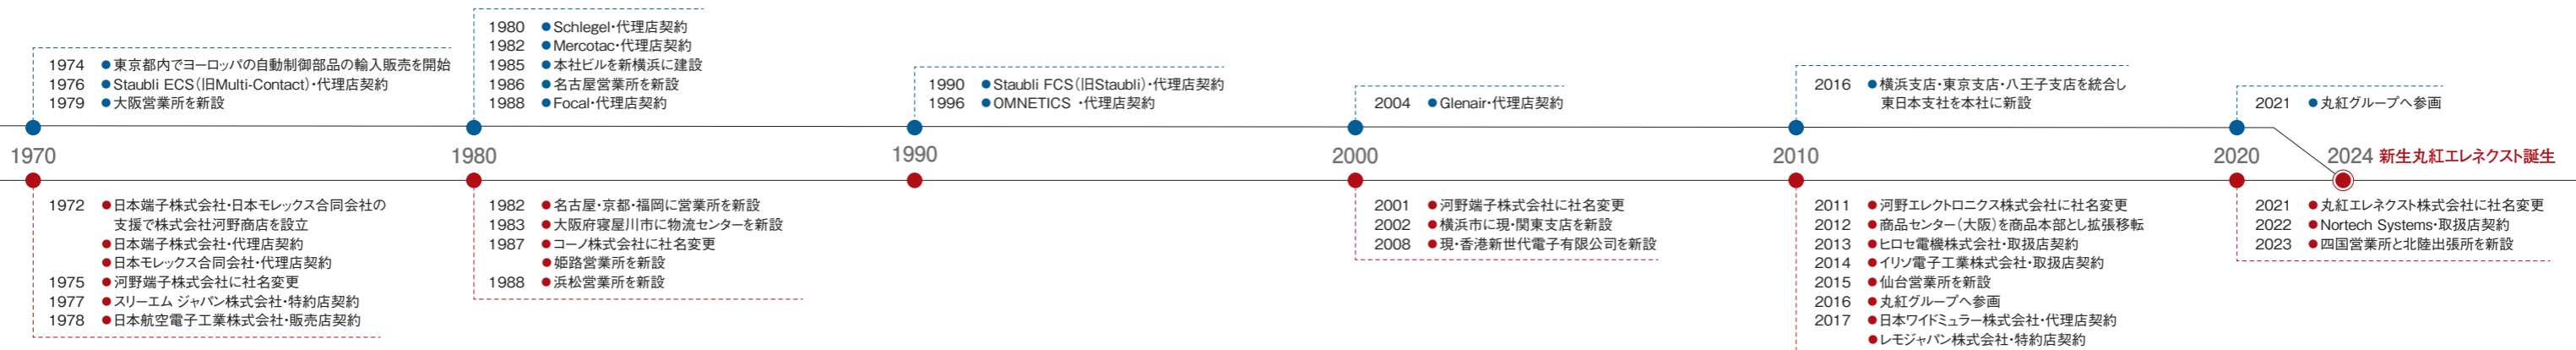 1974 ●東京都内でヨーロッパの自動制御部品の輸入販売を開始
1976 ●Staubli ECS(旧Multi-Contact)・代理店契約
1979 ●大阪営業所を新設
1980 ●Schlegel・代理店契約
1982 ●Mercotac・代理店契約
1985 ●本社ビルを新横浜に建設
1986 ●名古屋営業所を新設
1988 ●Focal・代理店契約
1990 ●Staubli FCS(旧Staubli)・代理店契約
1996 ●OMNETICS ・代理店契約
2004 ●Glenair・代理店契約
2016 ●横浜支店・東京支店・八王子支店を統合し
東日本支社を本社に新設
2021 ●丸紅グループへ参画
1970 1980 1990 2000 2010 2020 2024 新生丸紅エレネクスト誕生
1972 ●日本端子株式会社・日本モレックス合同会社の
支援で株式会社河野商店を設立
●日本端子株式会社・代理店契約
●日本モレックス合同会社・代理店契約
1975 ●河野端子株式会社に社名変更
1977 ●スリーエム ジャパン株式会社・特約店契約
1978 ●日本航空電子工業株式会社・販売店契約
1982 ●名古屋・京都・福岡に営業所を新設
1983 ●大阪府寝屋川市に物流センターを新設
1987 ●コーノ株式会社に社名変更
●姫路営業所を新設
1988 ●浜松営業所を新設
2001 ●河野端子株式会社に社名変更
2002 ●横浜市に現・関東支店を新設
2008 ●現・香港新世代電子有限公司を新設
2011 ●河野エレクトロニクス株式会社に社名変更
2012 ●商品センター(大阪)を商品本部とし拡張移転
2013 ●ヒロセ電機株式会社・取扱店契約
2014 ●イリソ電子工業株式会社・取扱店契約
2015 ●仙台営業所を新設
2016 ●丸紅グループへ参画
2017 ●日本ワイドミュラー株式会社・代理店契約
●レモジャパン株式会社・特約店契約
2021 ●丸紅エレネクスト株式会社に社名変更
2022 ●Nortech Systems・取扱店契約
2023 ●四国営業所と北陸出張所を新設